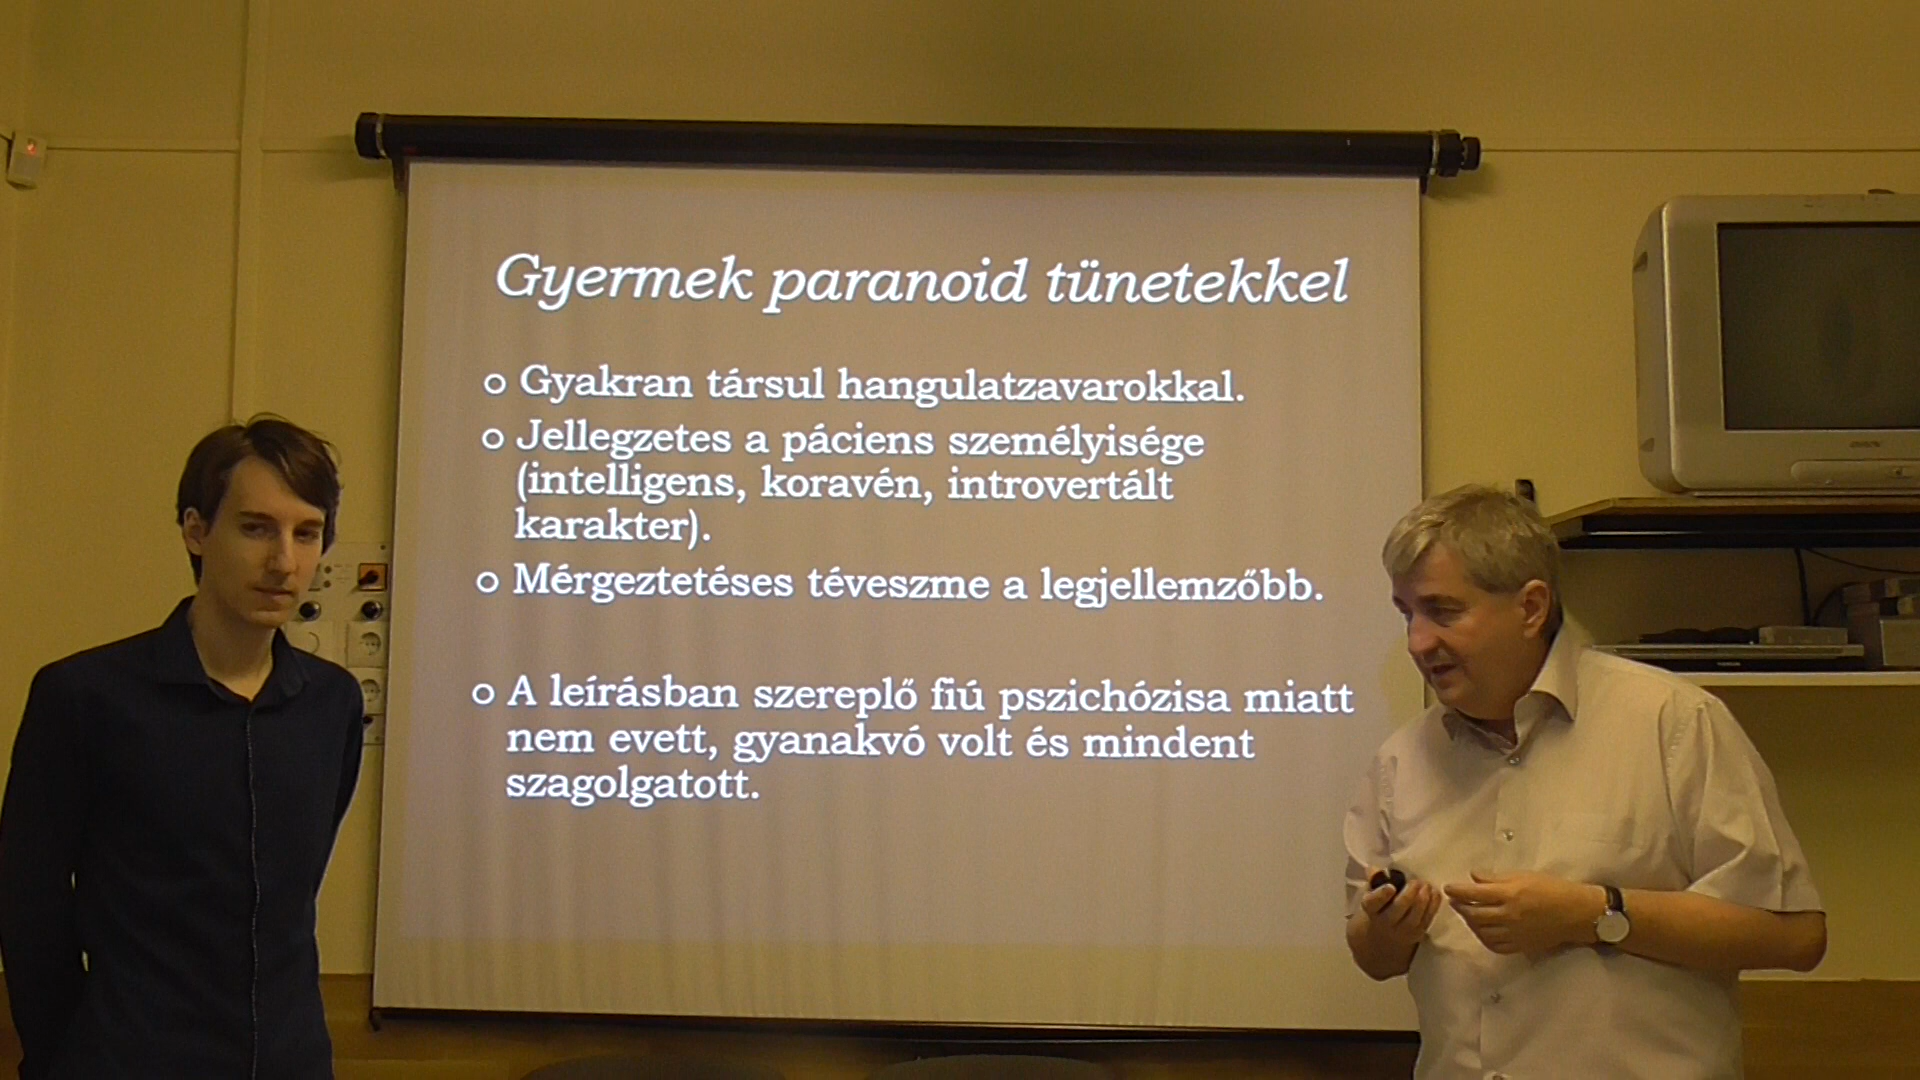 Gyermek paranoid tünetekkel
Gyakran társul hangulatzavarokkal.
Jellegzetes a páciens személyisége
(intelligens, koravén, introvertált
karakter).
Mérgeztetéses téveszme a legjellemzőbb.
A leírásban szereplő fiú pszichózisa miatt
nem evett, gyanakvó volt és mindent
szagolgatott.